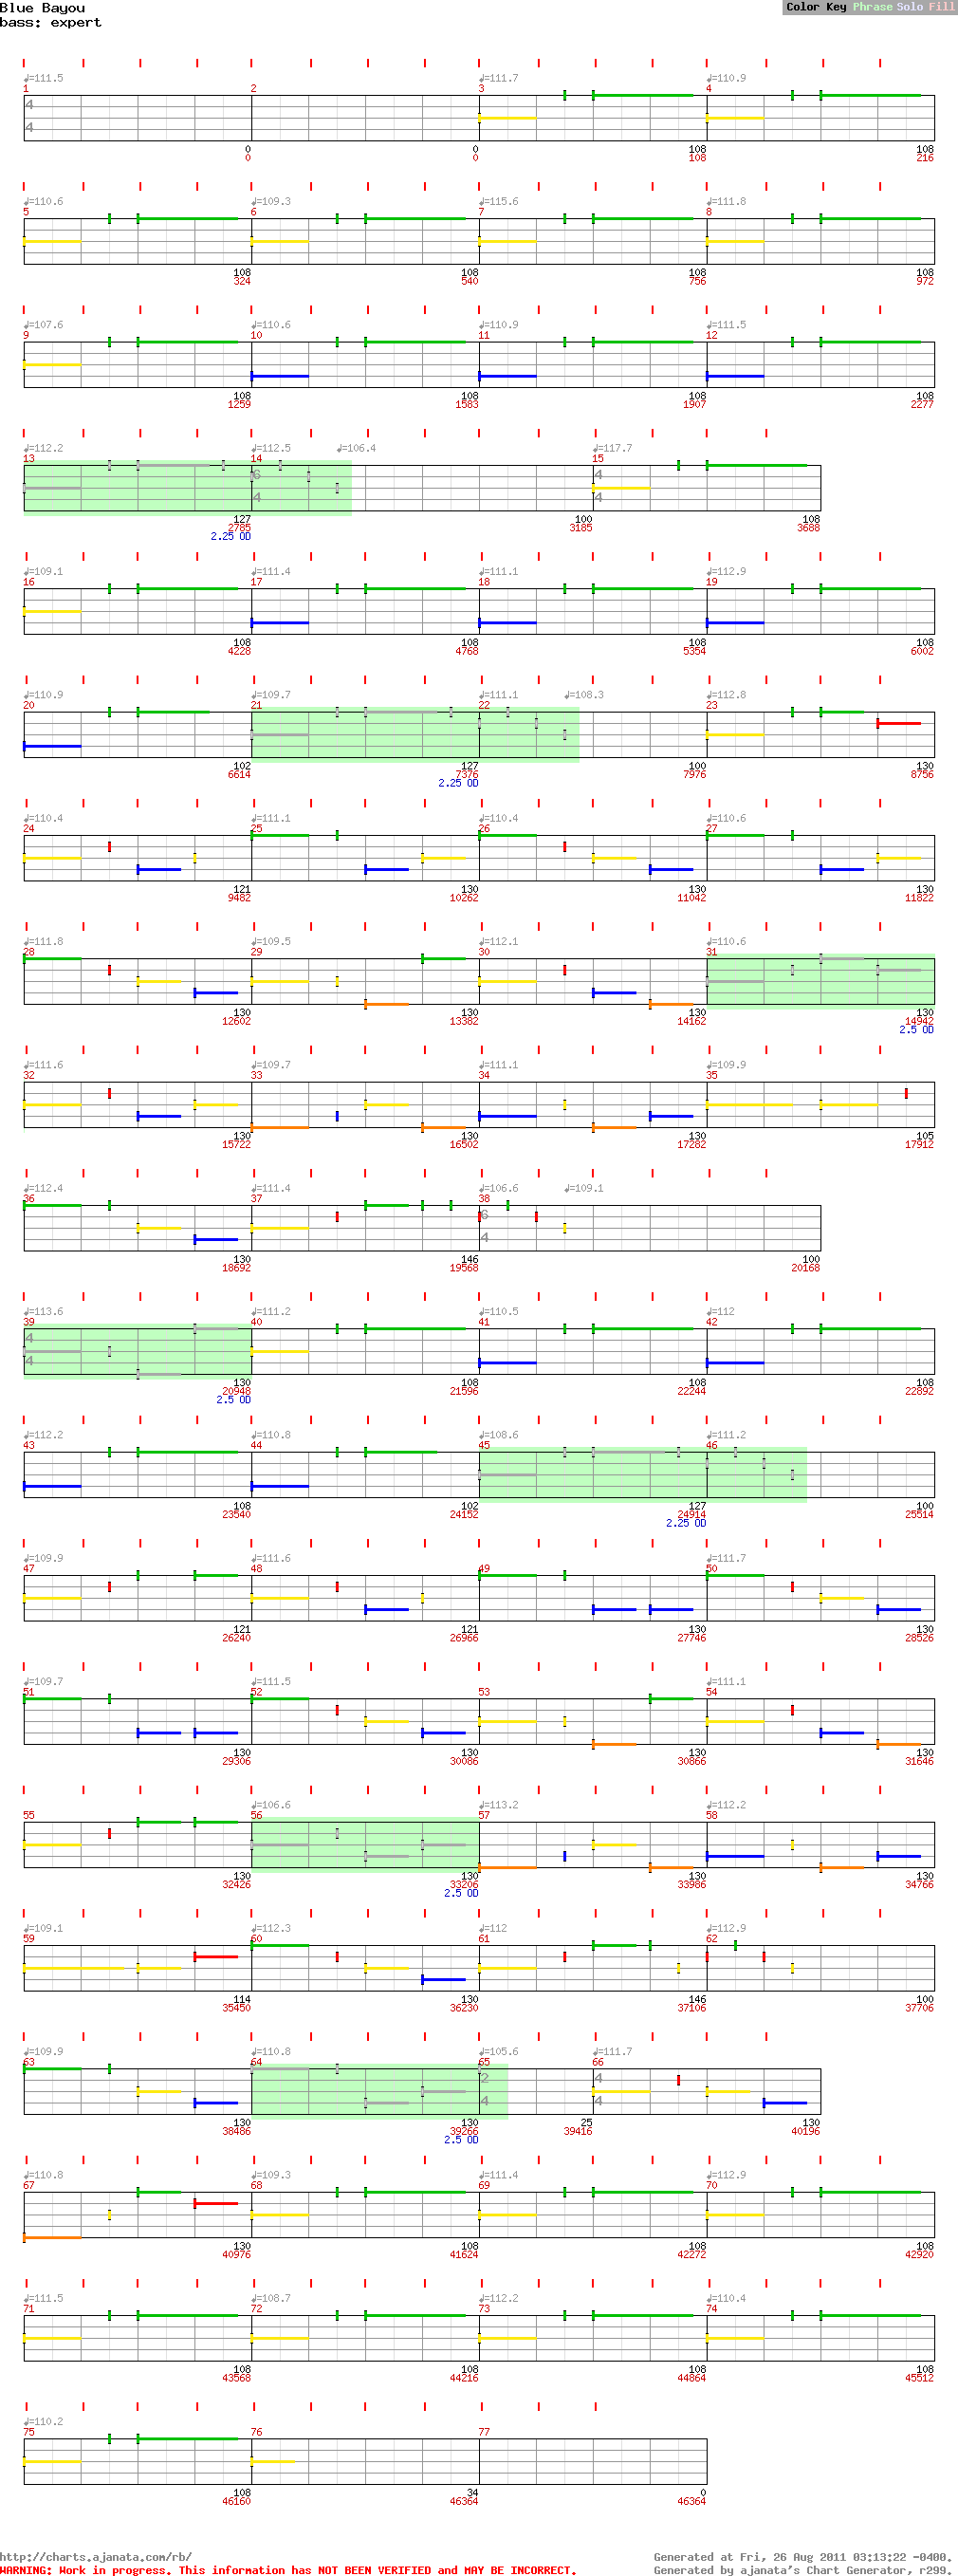 Blue Bayou
bass: expert
Color Key Phrase Solo Fill
♩=111.5 ♩=111.7 ♩=110.9
1 2 3 4
4
4
0 0 108 108
0 0 108 216
♩=110.6 ♩=109.3 ♩=115.6 ♩=111.8
5 6 7 8
108 108 108 108
324 540 756 972
♩=107.6 ♩=110.6 ♩=110.9 ♩=111.5
9 10 11 12
108 108 108 108
1259 1583 1907 2277
♩=112.2 ♩=112.5 ♩=106.4 ♩=117.7
13 14 15
6 4
4 4
127 100 108
2785 3185 3688
2.25 OD
♩=109.1 ♩=111.4 ♩=111.1 ♩=112.9
16 17 18 19
108 108 108 108
4228 4768 5354 6002
♩=110.9 ♩=109.7 ♩=111.1 ♩=108.3 ♩=112.8
20 21 22 23
102 127 100 130
6614 7376 7976 8756
2.25 OD
♩=110.4 ♩=111.1 ♩=110.4 ♩=110.6
24 25 26 27
121 130 130 130
9482 10262 11042 11822
♩=111.8 ♩=109.5 ♩=112.1 ♩=110.6
28 29 30 31
130 130 130 130
12602 13382 14162 14942
2.5 OD
♩=111.6 ♩=109.7 ♩=111.1 ♩=109.9
32 33 34 35
130 130 130 105
15722 16502 17282 17912
♩=112.4 ♩=111.4 ♩=106.6 ♩=109.1
36 37 38
6
4
130 146 100
18692 19568 20168
♩=113.6 ♩=111.2 ♩=110.5 ♩=112
39 40 41 42
4
4
130 108 108 108
20948 21596 22244 22892
2.5 OD
♩=112.2 ♩=110.8 ♩=108.6 ♩=111.2
43 44 45 46
108 102 127 100
23540 24152 24914 25514
2.25 OD
♩=109.9 ♩=111.6 ♩=111.7
47 48 49 50
121 121 130 130
26240 26966 27746 28526
♩=109.7 ♩=111.5 ♩=111.1
51 52 53 54
130 130 130 130
29306 30086 30866 31646
♩=106.6 ♩=113.2 ♩=112.2
55 56 57 58
130 130 130 130
32426 33206 33986 34766
2.5 OD
♩=109.1 ♩=112.3 ♩=112 ♩=112.9
59 60 61 62
114 130 146 100
35450 36230 37106 37706
♩=109.9 ♩=110.8 ♩=105.6 ♩=111.7
63 64 65 66
2 4
4 4
130 130 25 130
38486 39266 39416 40196
2.5 OD
♩=110.8 ♩=109.3 ♩=111.4 ♩=112.9
67 68 69 70
130 108 108 108
40976 41624 42272 42920
♩=111.5 ♩=108.7 ♩=112.2 ♩=110.4
71 72 73 74
108 108 108 108
43568 44216 44864 45512
♩=110.2
75 76 77
108 34 0
46160 46364 46364
http://charts.ajanata.com/rb/ Generated at Fri, 26 Aug 2011 03:13:22 -0400.
WARNING: Work in progress. This information has NOT BEEN VERIFIED and MAY BE INCORRECT. Generated by ajanata's Chart Generator, r299.